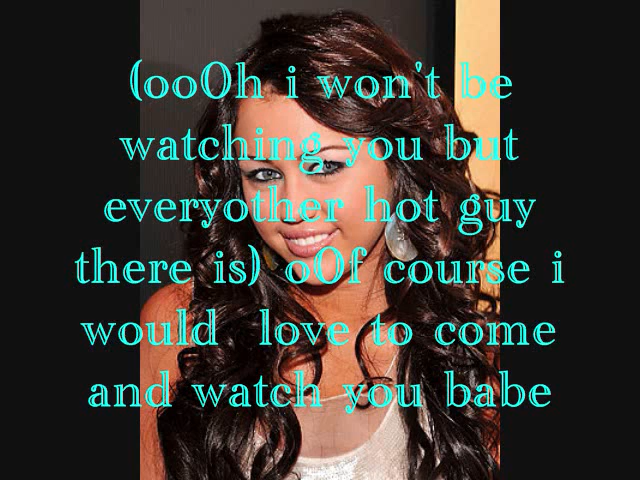 (ooOh i won't be
watching you but
everyother hot guy
there is) oOf course i
would love to come
and watch you babe